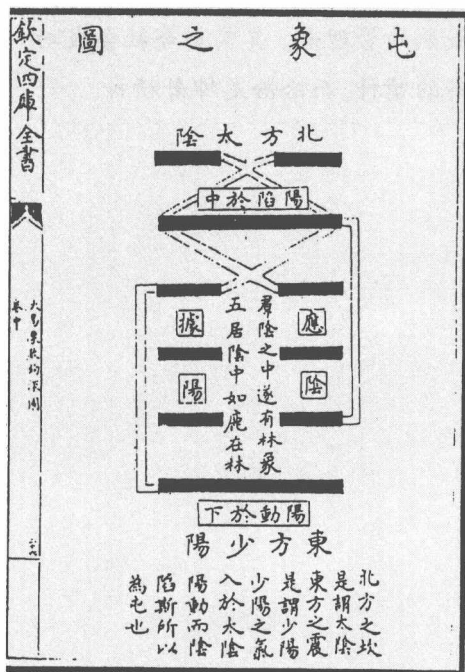 屯象之圖
北方太陰
陽陷於中
應
陰
羣陰之中遂有林象
五居陰中如鹿在林
據
陽
陽動於下
東方少陽
北方之坎
是謂太陰
東方之震
是謂少陽
少陽之氣
入於太陰
陽動而陰
陷斯所以
為屯也
欽定四庫全書
大易象數鉤深圖
卷中